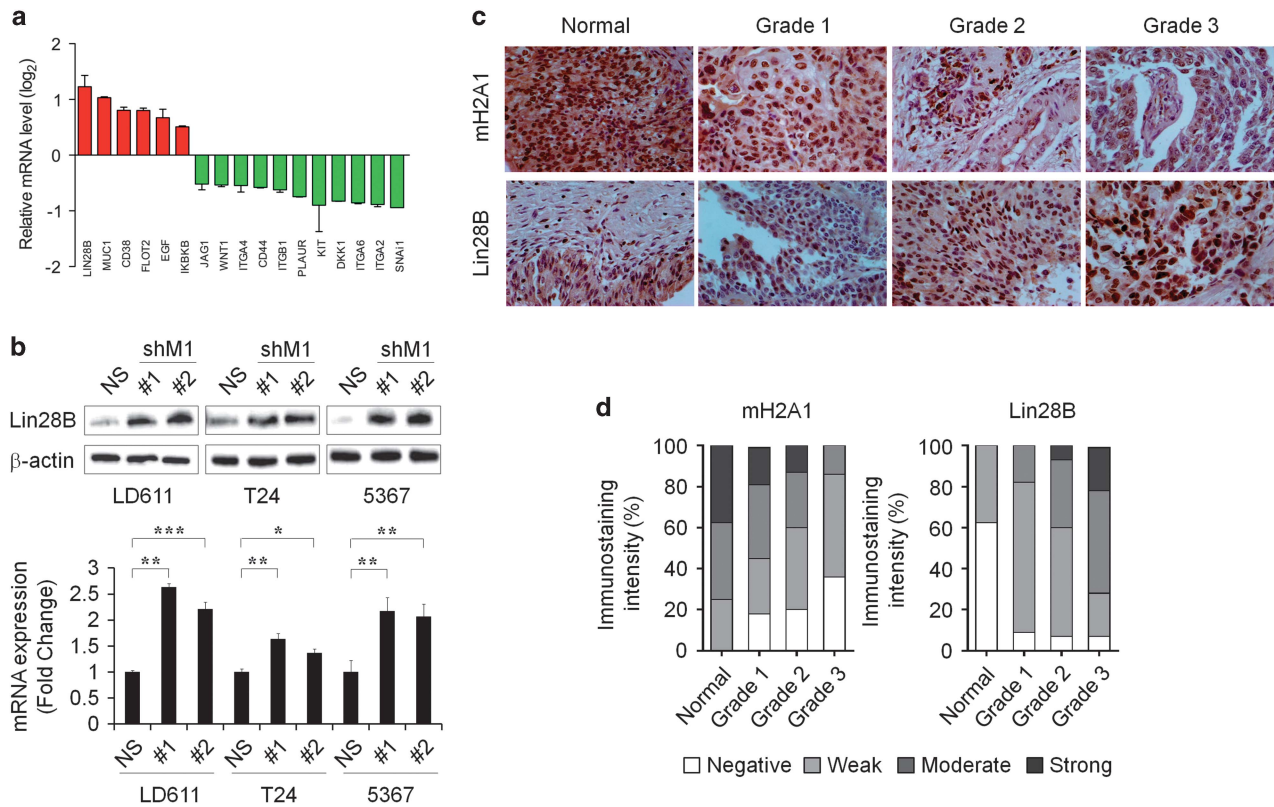 a
2
1
0
-1
-2
Relative mRNA level (log2)
LIN28B
MUC1
CD38
FLOT2
EGF
IKBKB
JAG1
WNT1
ITGA4
CD44
ITGB1
PLAUR
KIT
DKK1
ITGA6
ITGA2
SNAi1
b
shM1 shM1 shM1
NS #1 #2 NS #1 #2 NS #1 #2
Lin28B
β-actin
LD611 T24 5367
*** * **
** ** **
mRNA expression
(Fold Change)
3
2.5
2
1.5
1
0.5
0
NS #1 #2 NS #1 #2 NS #1 #2
LD611 T24 5367
c
Normal Grade 1 Grade 2 Grade 3
mH2A1
Lin28B
d
mH2A1
Immunostaining
intensity (%)
100
80
60
40
20
0
Normal
Grade 1
Grade 2
Grade 3
Lin28B
Immunostaining
intensity (%)
100
80
60
40
20
0
Normal
Grade 1
Grade 2
Grade 3
Negative Weak Moderate Strong